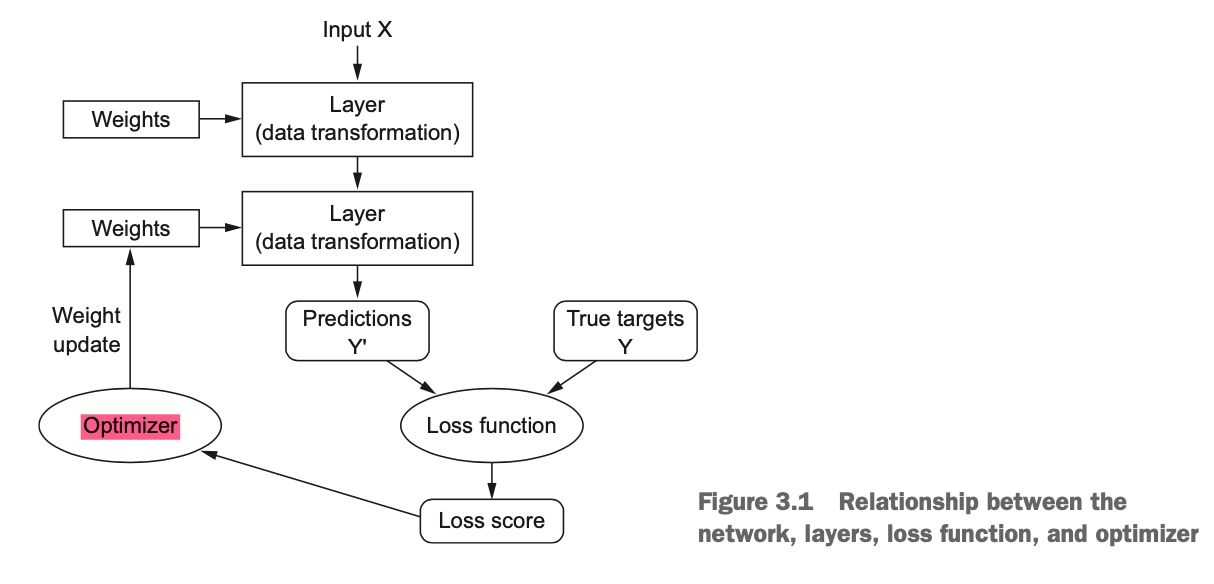 Input X
Weights
Layer
(data transformation)
Weights
Layer
(data transformation)
Weight
update
Predictions
Y'
True targets
Y
Optimizer
Loss function
Loss score
Figure 3.1 Relationship between the
network, layers, loss function, and optimizer